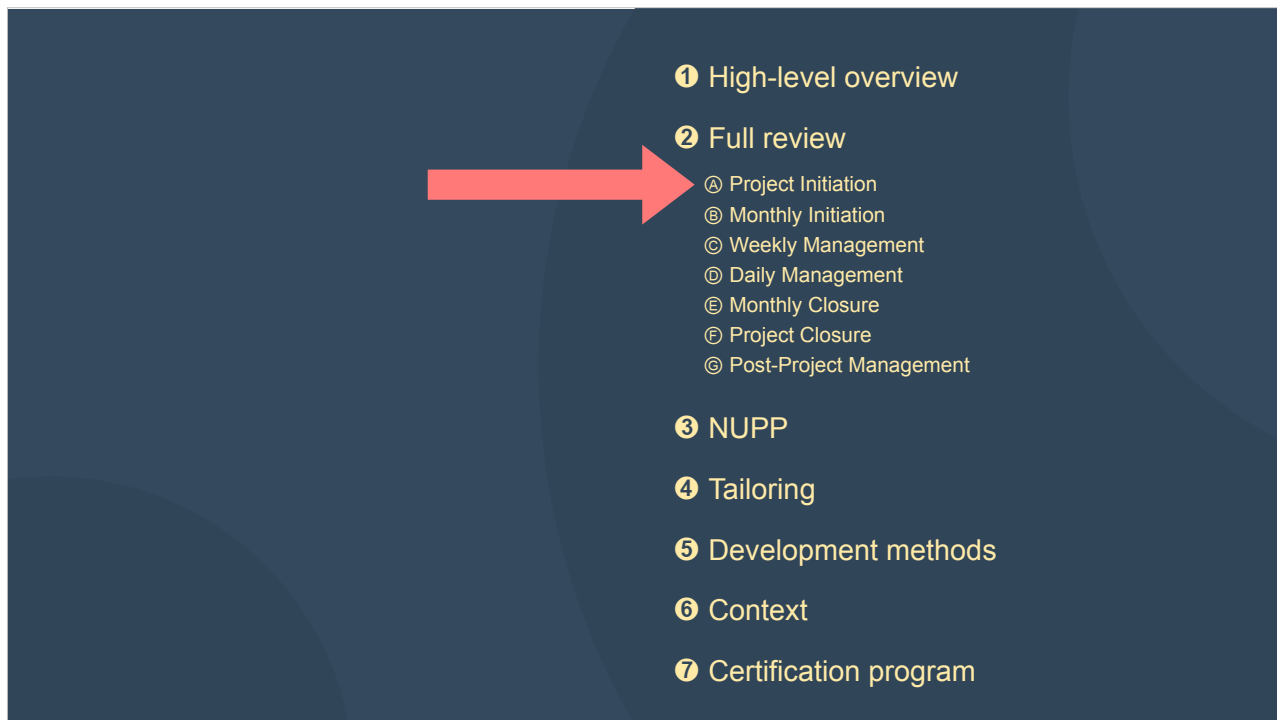 ❶ High-level overview
❷ Full review
Ⓐ Project Initiation
Ⓑ Monthly Initiation
Ⓒ Weekly Management
Ⓓ Daily Management
Ⓔ Monthly Closure
Ⓕ Project Closure
Ⓖ Post-Project Management
❸ NUPP
❹ Tailoring
❺ Development methods
❻ Context
❼ Certification program